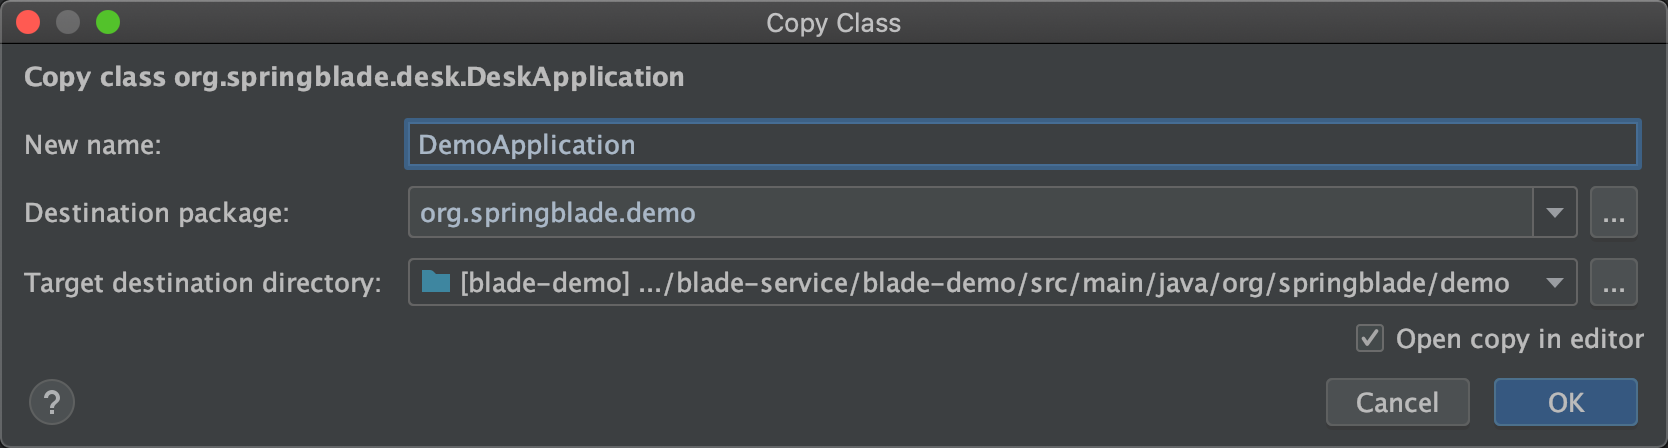 Copy Class
Copy class org.springblade.desk.DeskApplication
New name: DemoApplication
Destination package: org.springblade.demo ...
Target destination directory: [blade-demo] .../blade-service/blade-demo/src/main/java/org/springblade/demo ...
Open copy in editor
? Cancel OK